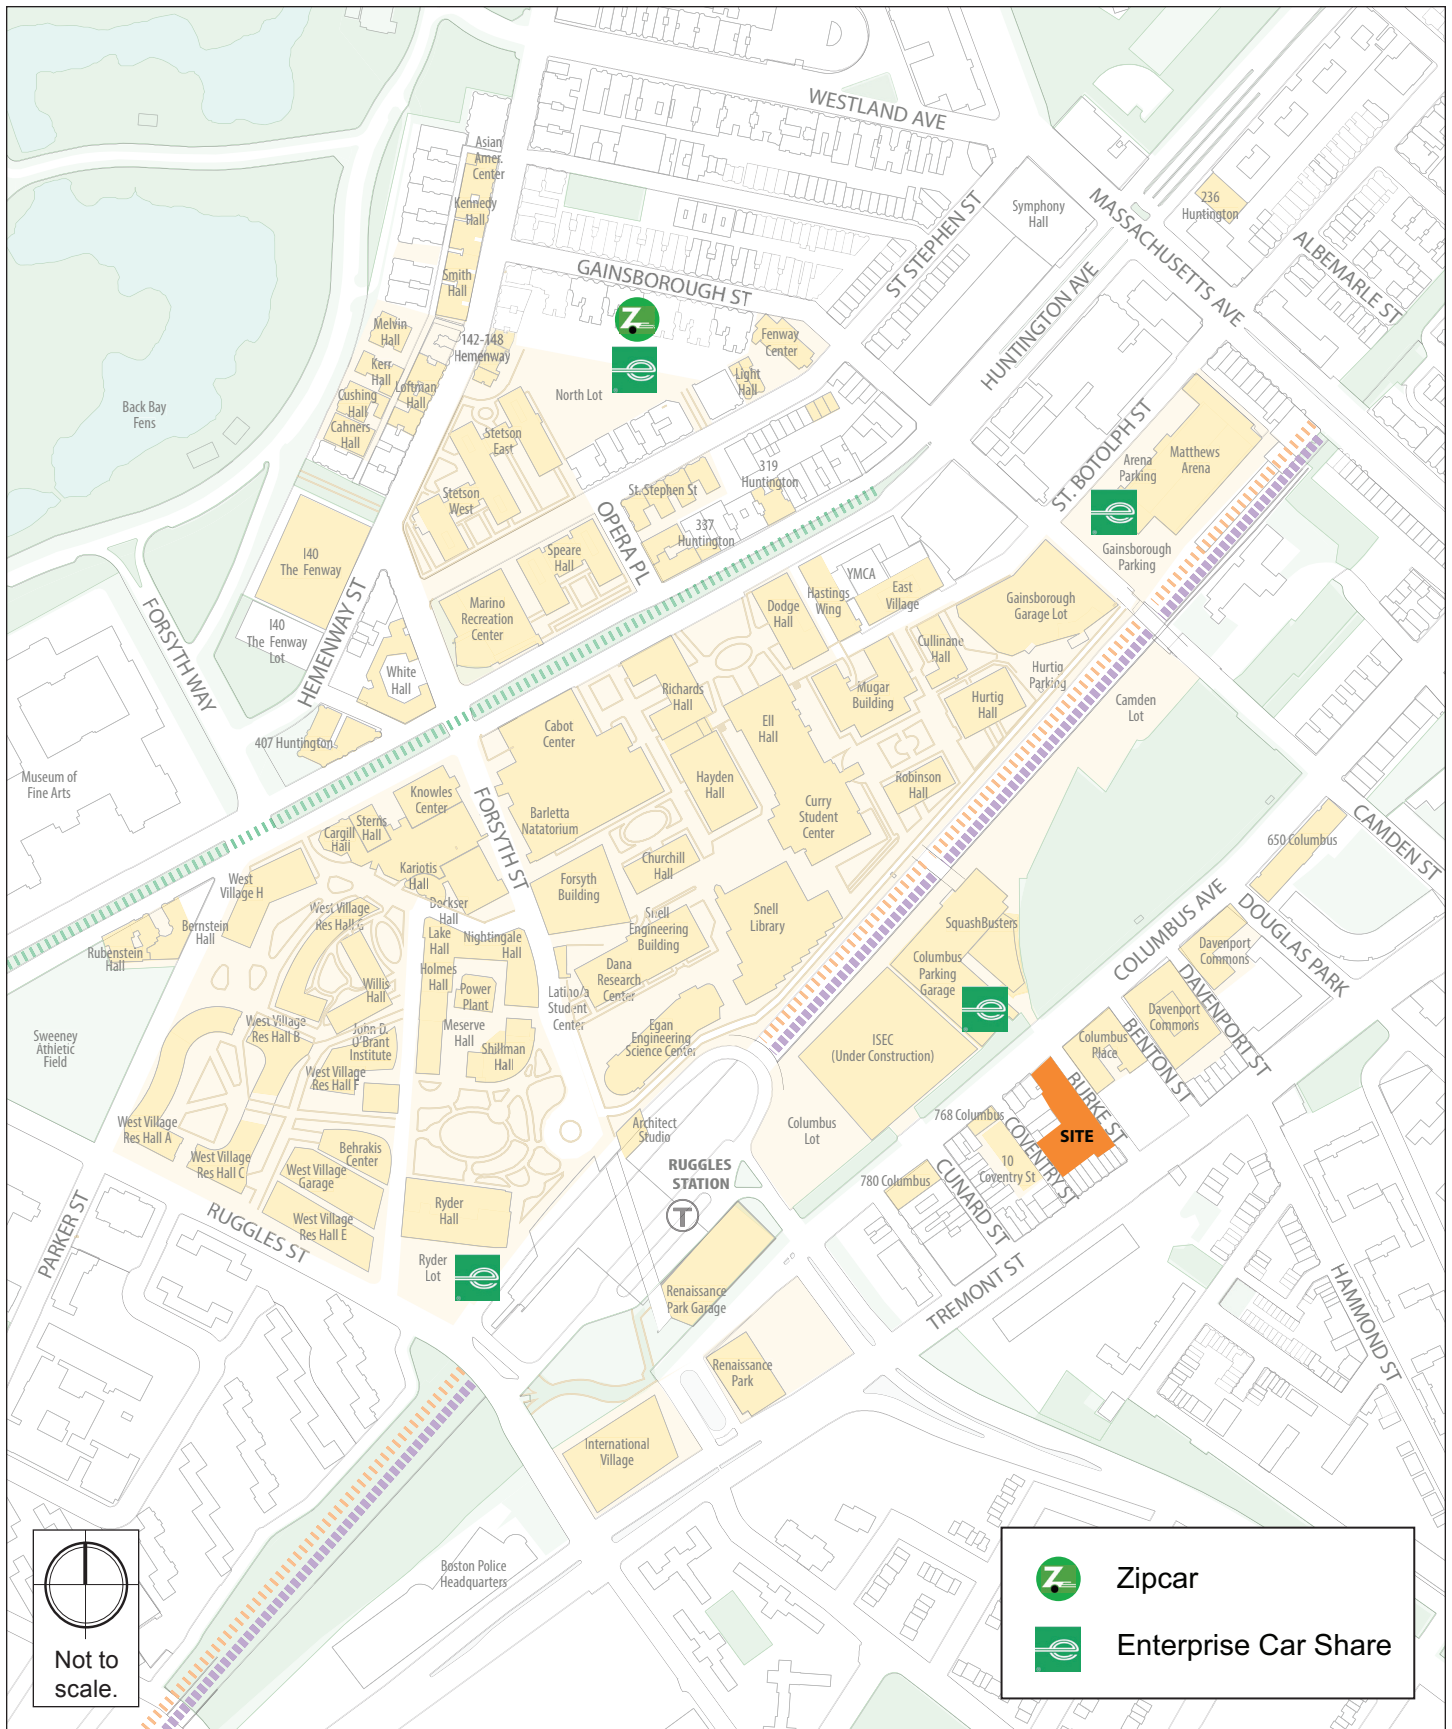 WESTLAND AVE
Asian
Amer.
Center
Kennedy
Hall
Smith
Hall
Symphony
Hall
236
Huntington
MASSACHUSETTS AVE
ALBEMARLE ST
ST STEPHEN ST
HUNTINGTON AVE
GAINSBOROUGH ST
Z
e
Melvin
Hall
142-148
Hemenway
Fenway
Center
Kerr
Hall
Loftman
Hall
Cushing
Hall
Cahners
Hall
Light
Hall
North Lot
Back Bay
Fens
Stetson
East
Stetson
West
St. Stephen St
319
Huntington
337
Huntington
OPERA PL
ST. BOTOLPH ST
Arena
Parking
Matthews
Arena
e
Gainsborough
Parking
Speare
Hall
Marino
Recreation
Center
I40
The Fenway
I40
The Fenway
Lot
HEMENWAY ST
FORSYTH WAY
White
Hall
407 Huntington
Museum of
Fine Arts
Dodge
Hall
Hastings
Wing
YMCA
East
Village
Gainsborough
Garage Lot
Cullinane
Hall
Hurtig
Parking
Hurtig
Hall
Camden
Lot
Mugar
Building
Richards
Hall
Ell
Hall
Cabot
Center
Hayden
Hall
Robinson
Hall
Curry
Student
Center
Barletta
Natatorium
Knowles
Center
Sterns
Hall
Cargill
Hall
Kariotis
Hall
Dockser
Hall
FORSYTH ST
Churchill
Hall
Forsyth
Building
Snell
Engineering
Building
Snell
Library
SquashBusters
Columbus
Parking
Garage
e
650 Columbus
CAMDEN ST
COLUMBUS AVE
DOUGLAS PARK
Davenport
Commons
DAVENPORT ST
Davenport
Commons
BENTON ST
Columbus
Place
BURKE ST
SITE
COVENTRY ST
768 Columbus
10
Coventry St
CUNARD ST
780 Columbus
TREMONT ST
HAMMOND ST
West
Village H
West Village
Res Hall G
Bernstein
Hall
Rubenstein
Hall
Lake
Hall
Nightingale
Hall
Holmes
Hall
Power
Plant
Willis
Hall
Dana
Research
Center
Latino/a
Student
Center
Meserve
Hall
Shillman
Hall
Egan
Engineering
Science Center
ISEC
(Under Construction)
West Village
Res Hall B
John D.
O'Brant
Institute
West Village
Res Hall F
Sweeney
Athletic
Field
West Village
Res Hall A
West Village
Res Hall C
Behrakis
Center
West Village
Garage
West Village
Res Hall E
Architect
Studio
Columbus
Lot
RUGGLES
STATION
T
Ryder
Hall
Ryder
Lot
e
PARKER ST
RUGGLES ST
Renaissance
Park Garage
Renaissance
Park
International
Village
Boston Police
Headquarters
Not to
scale.
Z
Zipcar
e
Enterprise Car Share